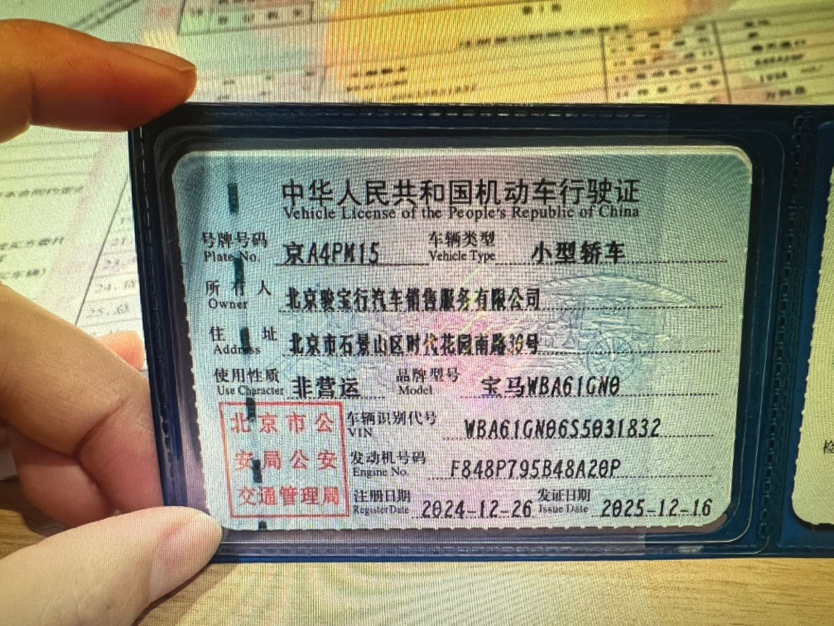 中华人民共和国机动车行驶证
Vehicle License of the People's Republic of China
号牌号码 京A4PM15 车辆类型 小型轿车
Plate No. Vehicle Type
所有人 北京骏宝行汽车销售服务有限公司
Owner
住址 北京市石景山区时代花园南路39号
Address
使用性质 非营运 品牌型号 宝马WBA61GN0
Use Character Model
北京市公
安局公安
交通管理局
车辆识别代号 WBA61GN06S5031832
VIN
发动机号码 F848P795B48A20P
Engine No.
注册日期 2024-12-26 发证日期 2025-12-16
Register Date Issue Date